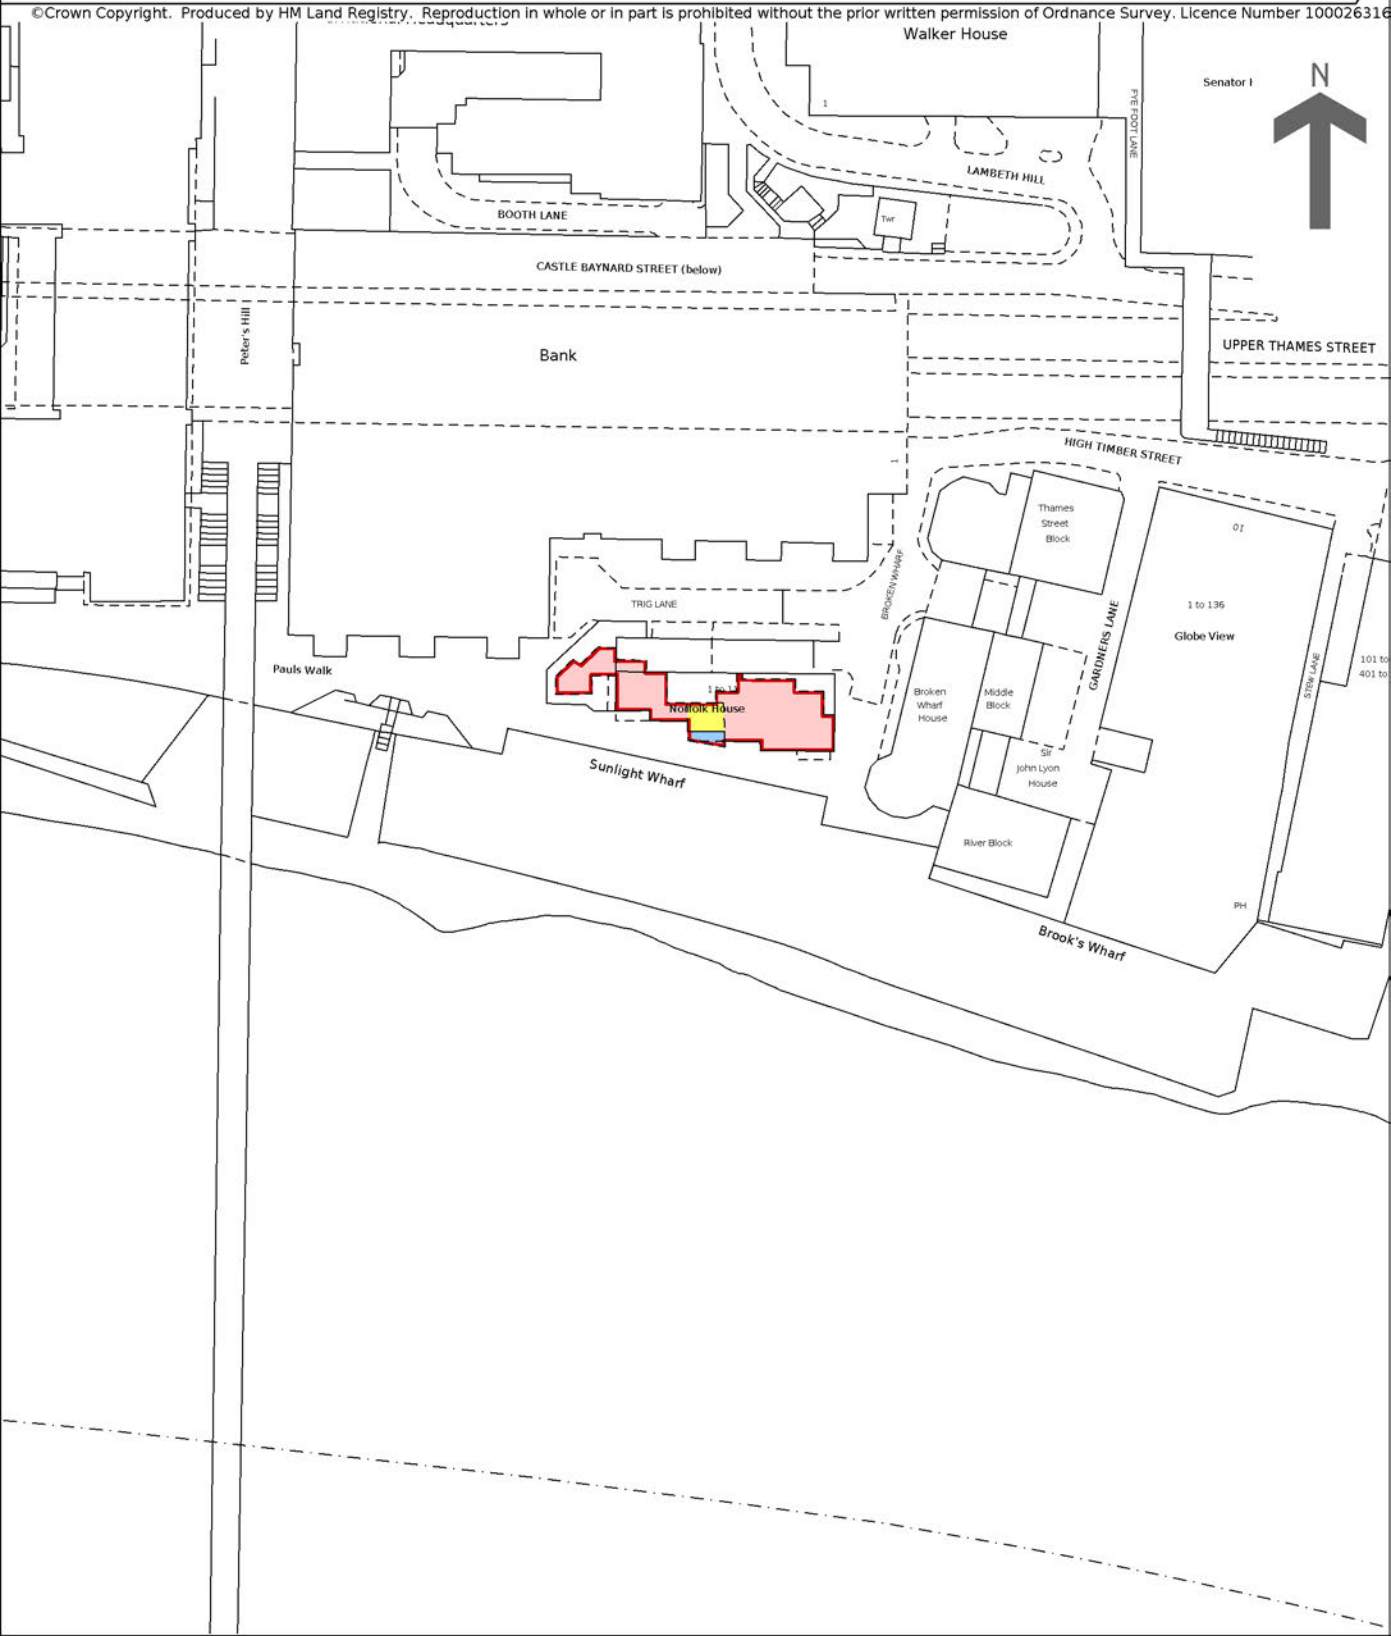 ©Crown Copyright. Produced by HM Land Registry. Reproduction in whole or in part is prohibited without the prior written permission of Ordnance Survey. Licence Number 100026316
Walker House
N
Senator
1
FYE FOOT LANE
LAMBETH HILL
BOOTH LANE
Twr
CASTLE BAYNARD STREET (below)
Peter's Hill
Bank
UPPER THAMES STREET
HIGH TIMBER STREET
1
Thames
Street
Block
10
BROKEN WHARF
TRIG LANE
GARDNERS LANE
1 to 136
Globe View
STEW LANE
101 to
401 to
Pauls Walk
Norfolk House
Broken
Wharf
House
Middle
Block
Sir
John Lyon
House
Sunlight Wharf
River Block
PH
Brook's Wharf